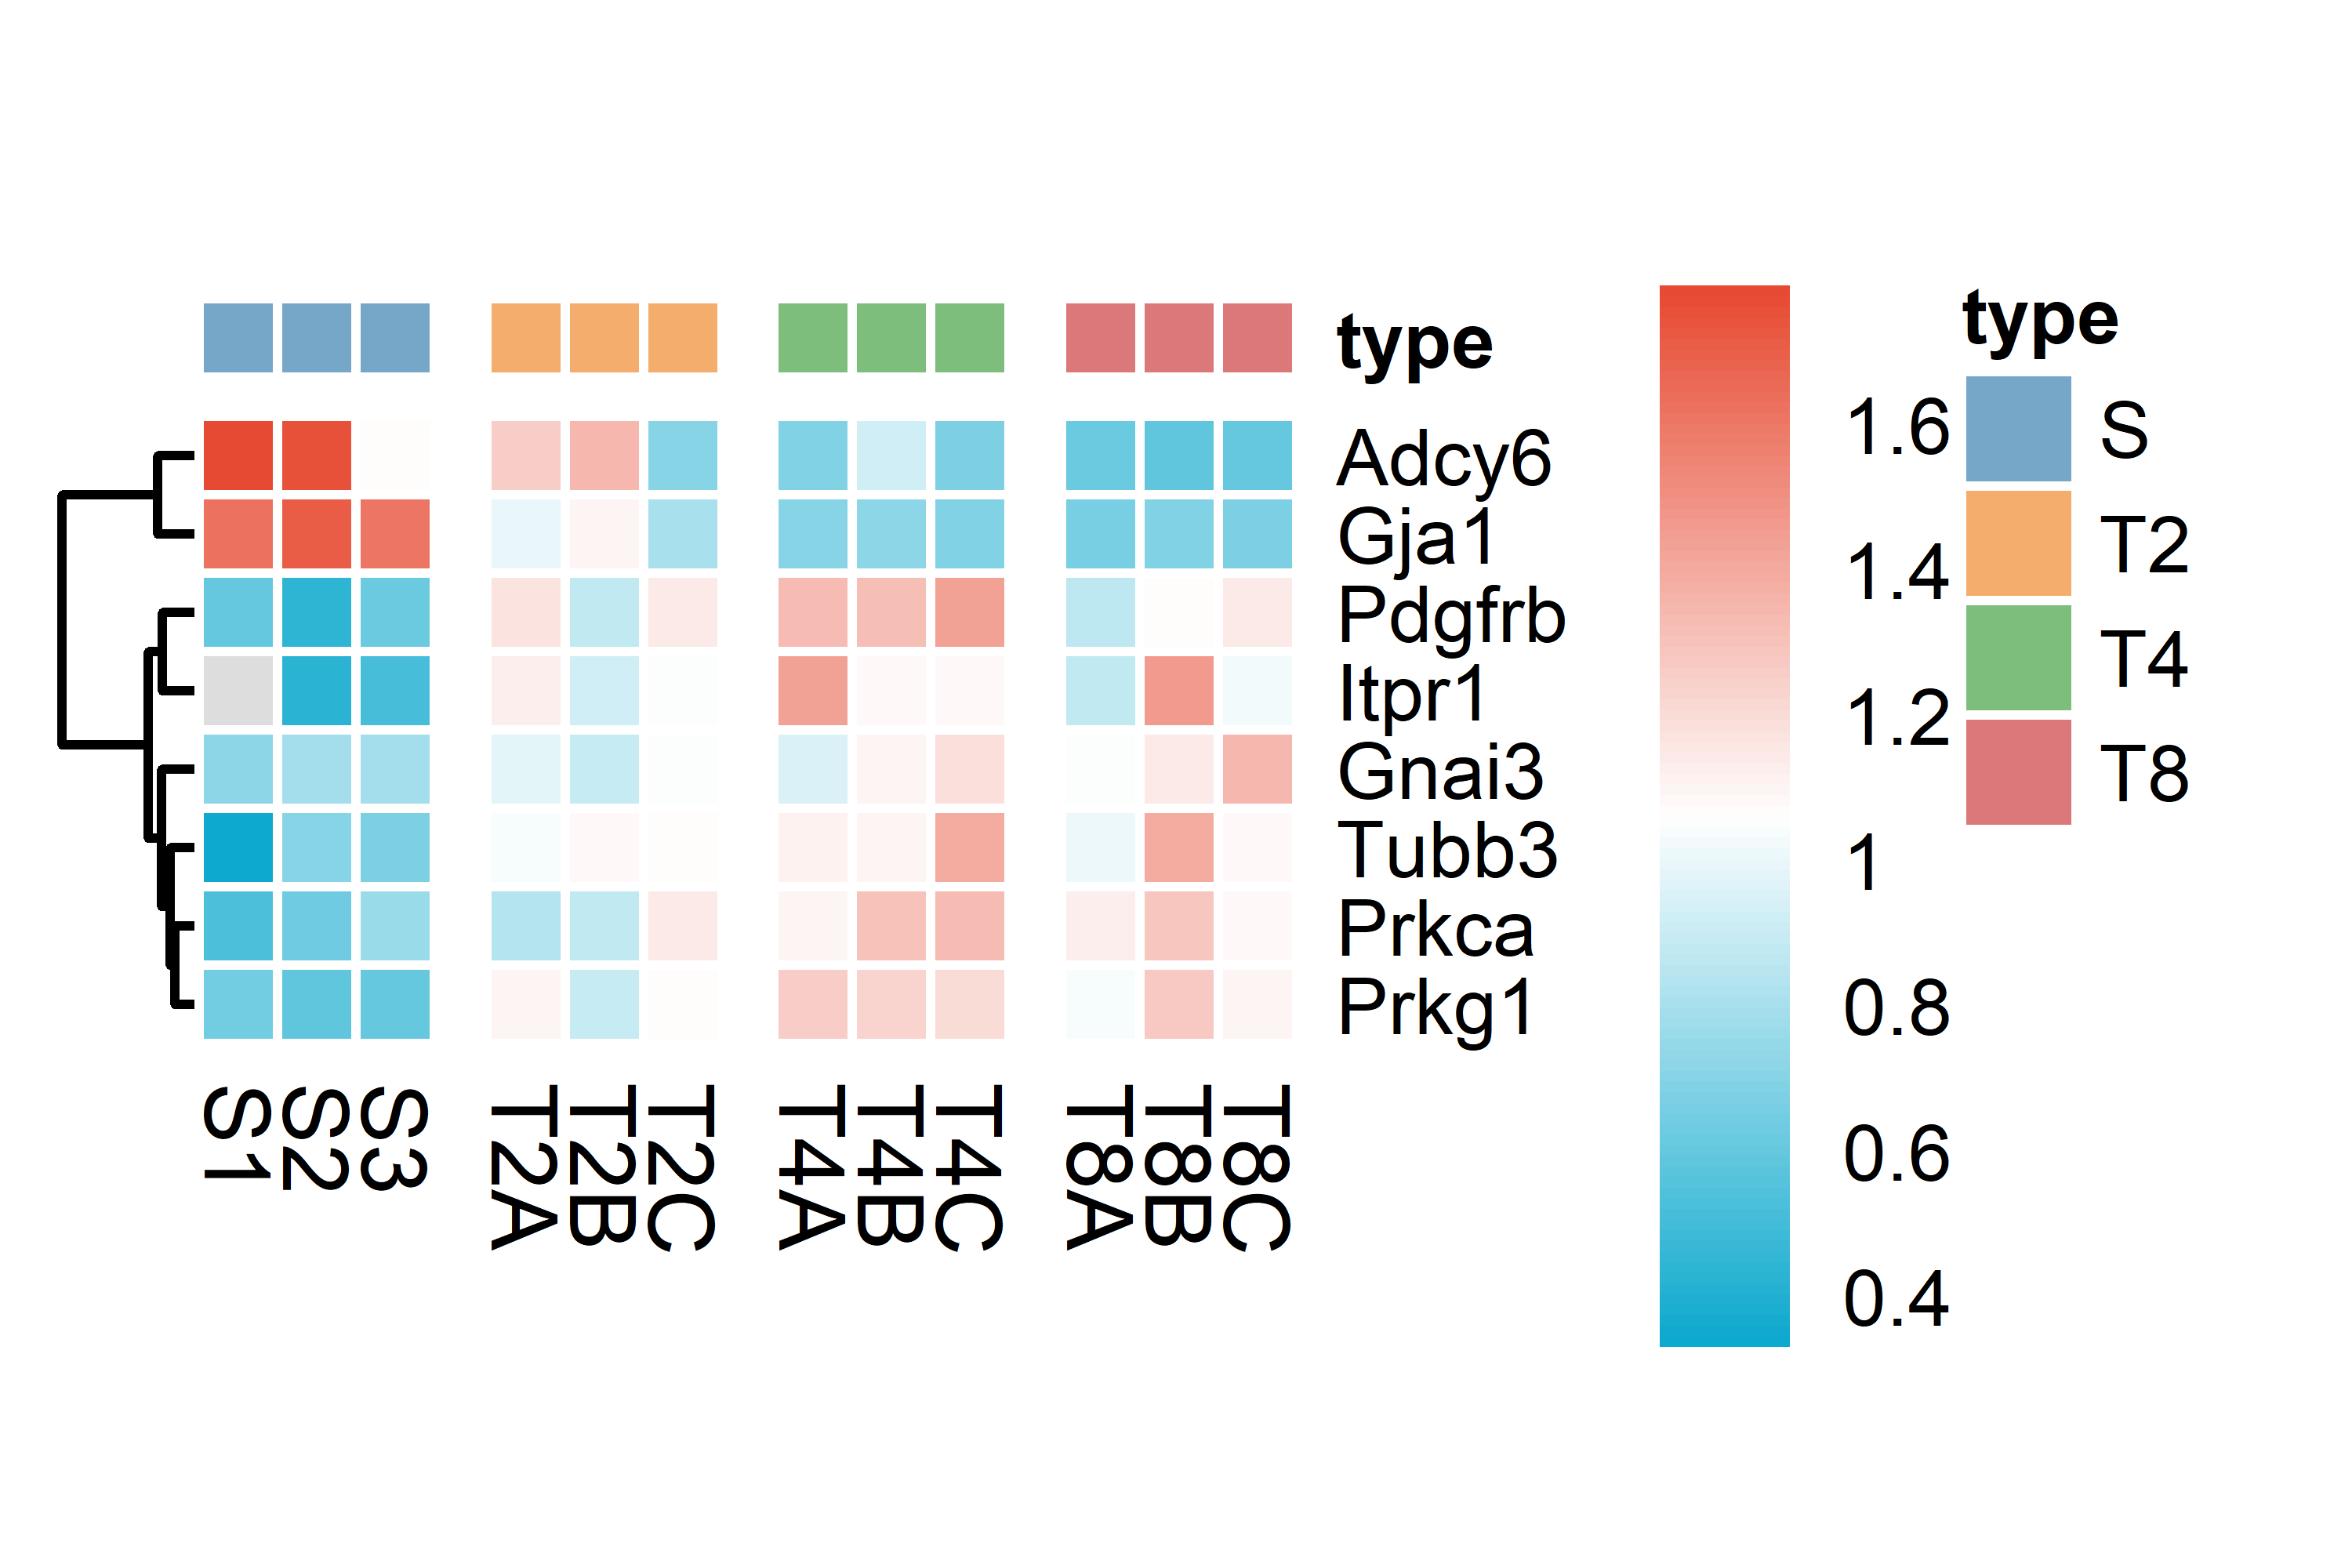 type
Adcy6
Gja1
Pdgfrb
Itpr1
Gnai3
Tubb3
Prkca
Prkg1
S1
S2
S3
T2A
T2B
T2C
T4A
T4B
T4C
T8A
T8B
T8C
1.6
1.4
1.2
1
0.8
0.6
0.4
type
S
T2
T4
T8